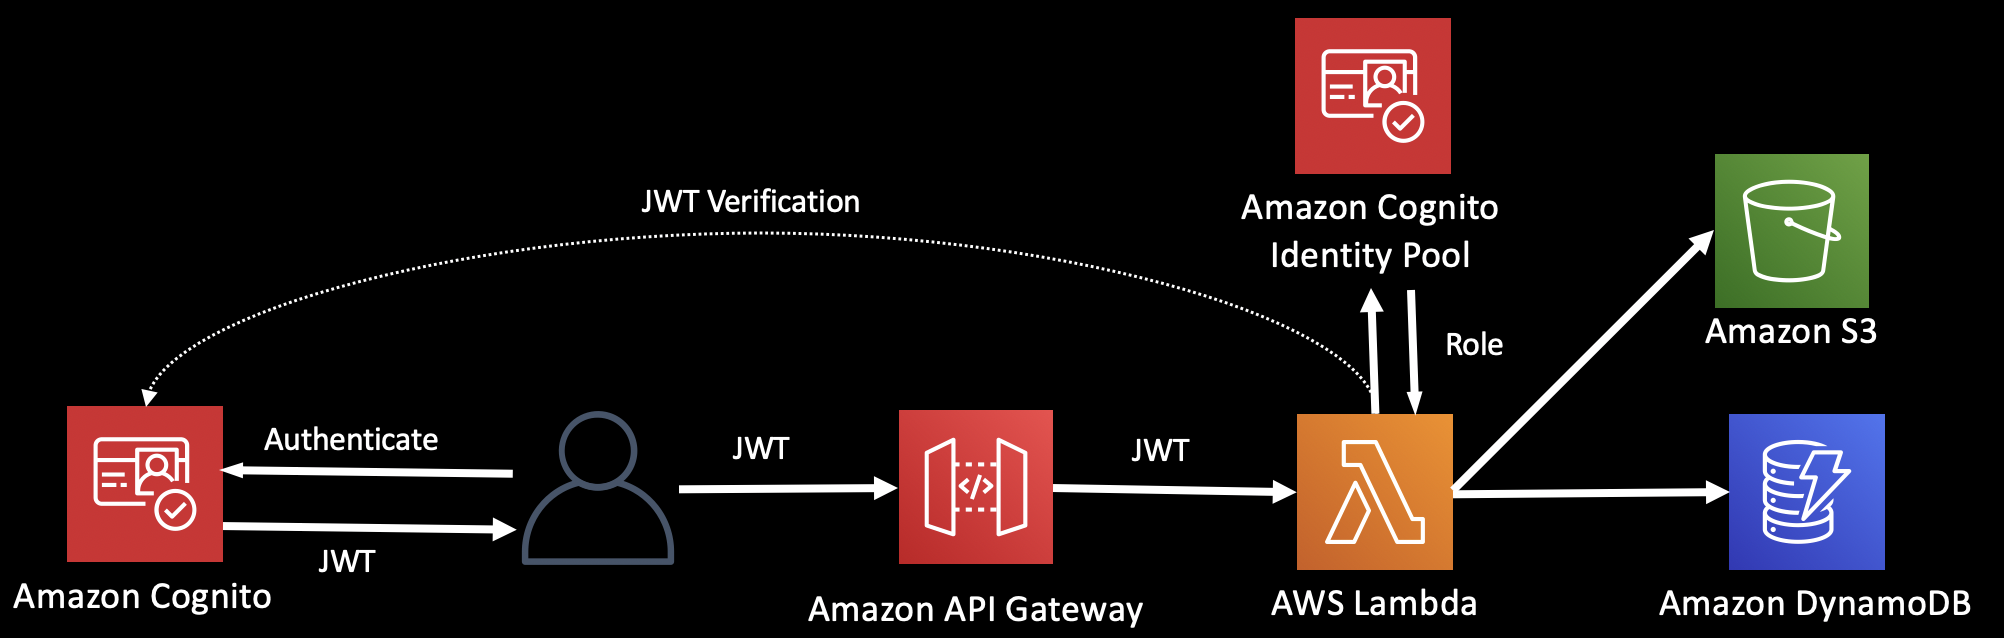 JWT Verification
Amazon Cognito
Identity Pool
Role
Amazon S3
Authenticate
JWT
JWT
JWT
</>
Amazon Cognito
Amazon API Gateway
AWS Lambda
Amazon DynamoDB